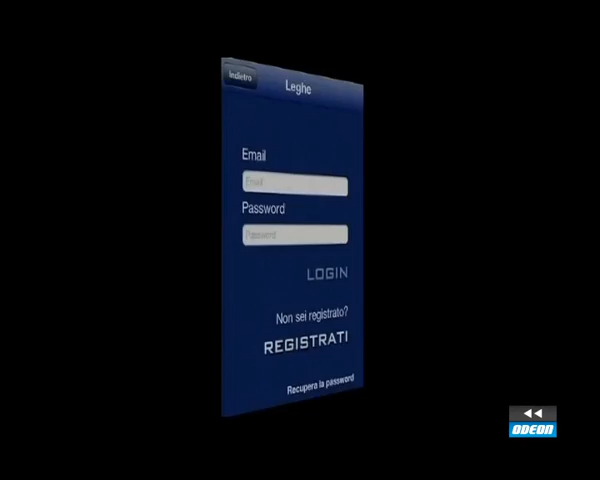 Indietro
Leghe
Email
Email
Password
Password
LOGIN
Non sei registrato?
REGISTRATI
Recupera la password
ODEON